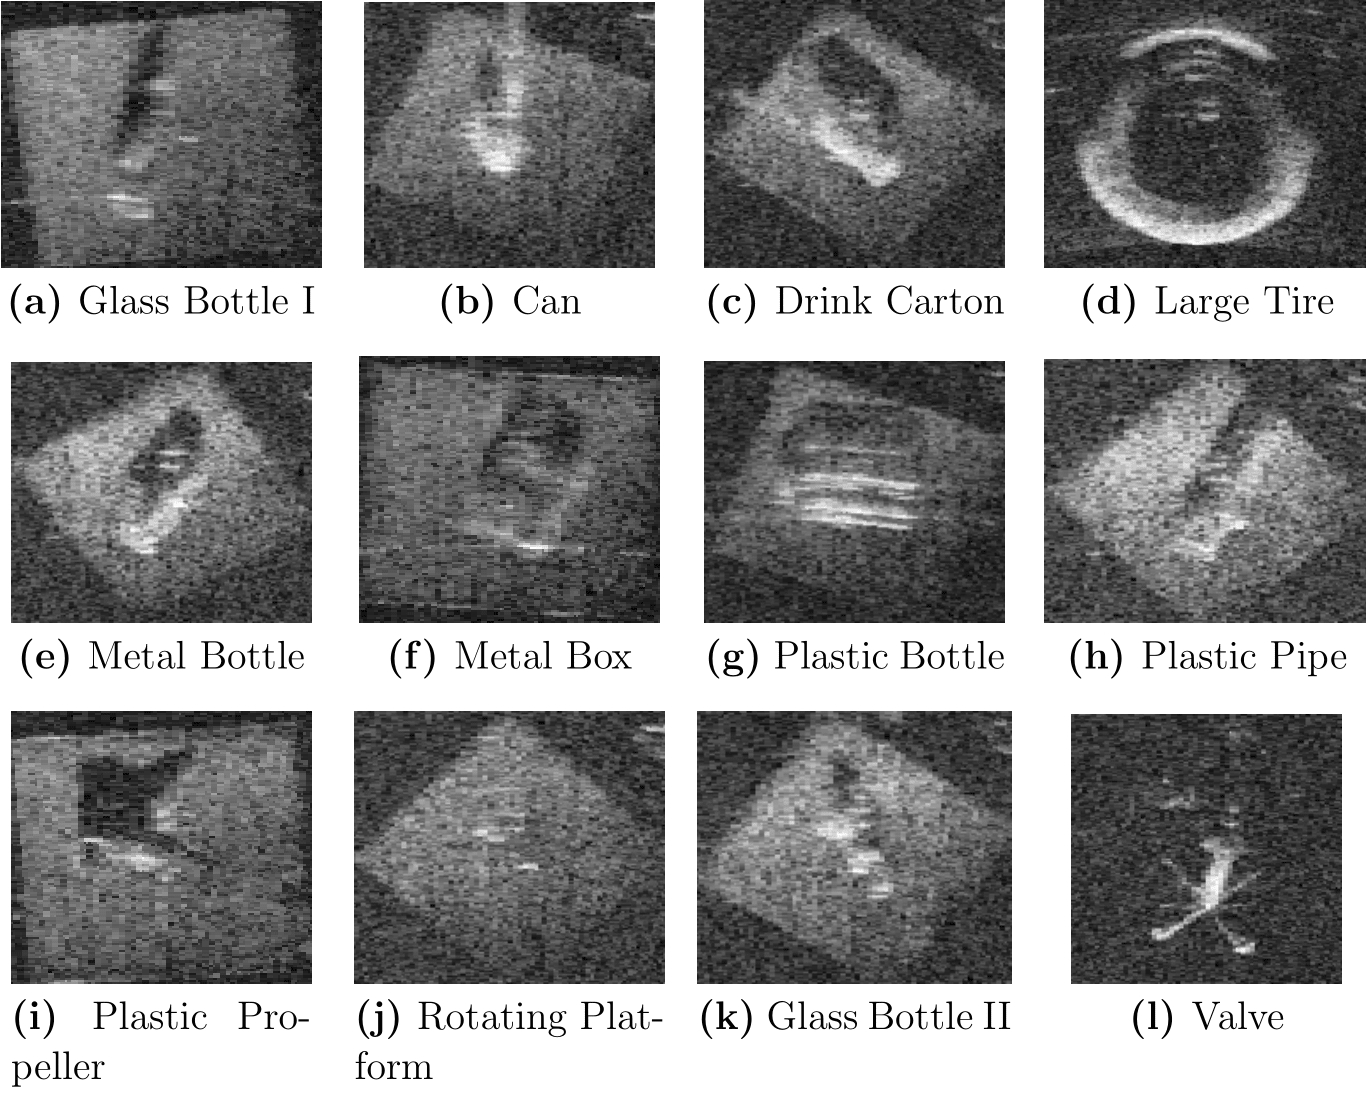 (a) Glass Bottle I
(b) Can
(c) Drink Carton
(d) Large Tire
(e) Metal Bottle
(f) Metal Box
(g) Plastic Bottle
(h) Plastic Pipe
(i) Plastic Pro-
peller
(j) Rotating Plat-
form
(k) Glass Bottle II
(l) Valve